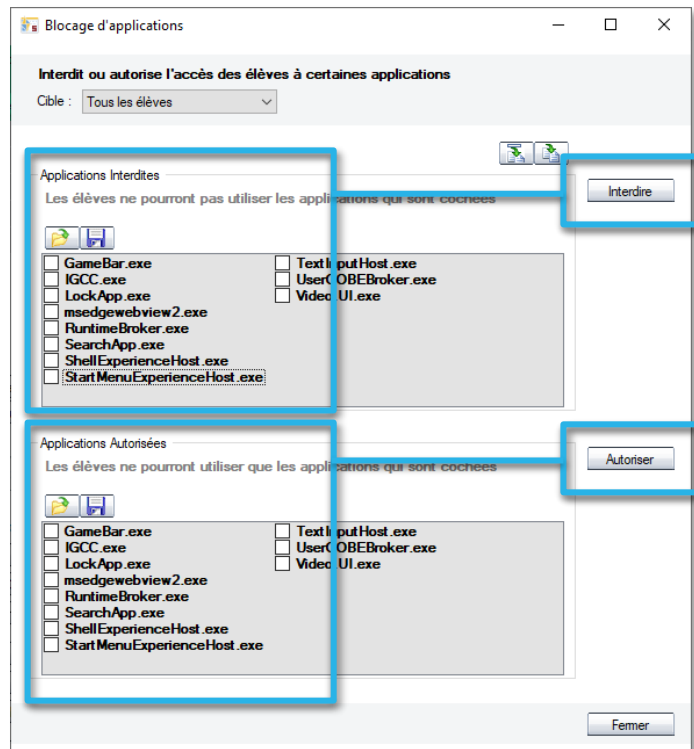 Blocage d'applications
Interdit ou autorise l'accès des élèves à certaines applications
Cible : Tous les élèves
Applications Interdites
Interdire
Les élèves ne pourront pas utiliser les applications qui sont cochées
GameBar.exe
IGCC.exe
LockApp.exe
msedgewebview2.exe
RuntimeBroker.exe
SearchApp.exe
ShellExperienceHost.exe
StartMenuExperienceHost.exe
TextInputHost.exe
UserOOBEBroker.exe
Video.UI.exe
Applications Autorisées
Autoriser
Les élèves ne pourront utiliser que les applications qui sont cochées
GameBar.exe
IGCC.exe
LockApp.exe
msedgewebview2.exe
RuntimeBroker.exe
SearchApp.exe
ShellExperienceHost.exe
StartMenuExperienceHost.exe
TextInputHost.exe
UserOOBEBroker.exe
Video.UI.exe
Fermer